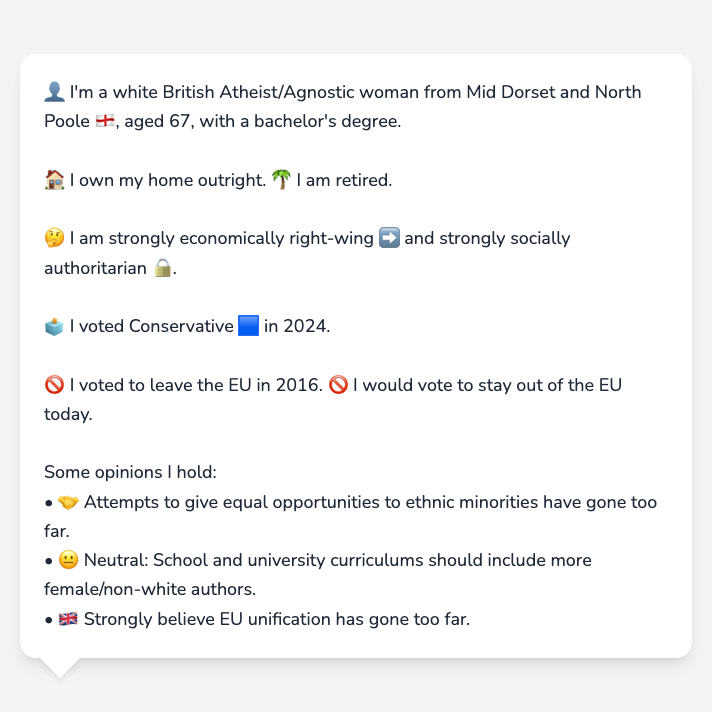 👤 I'm a white British Atheist/Agnostic woman from Mid Dorset and North
Poole 🏴󠁧󠁢󠁥󠁮󠁧󠁿, aged 67, with a bachelor's degree.
🏠 I own my home outright. 🌴 I am retired.
🤔 I am strongly economically right-wing ➡️ and strongly socially
authoritarian 🔒.
🗳️ I voted Conservative 🟦 in 2024.
🚫 I voted to leave the EU in 2016. 🚫 I would vote to stay out of the EU
today.
Some opinions I hold:
• 🤝 Attempts to give equal opportunities to ethnic minorities have gone too
far.
• 😐 Neutral: School and university curriculums should include more
female/non-white authors.
• 🇬🇧 Strongly believe EU unification has gone too far.